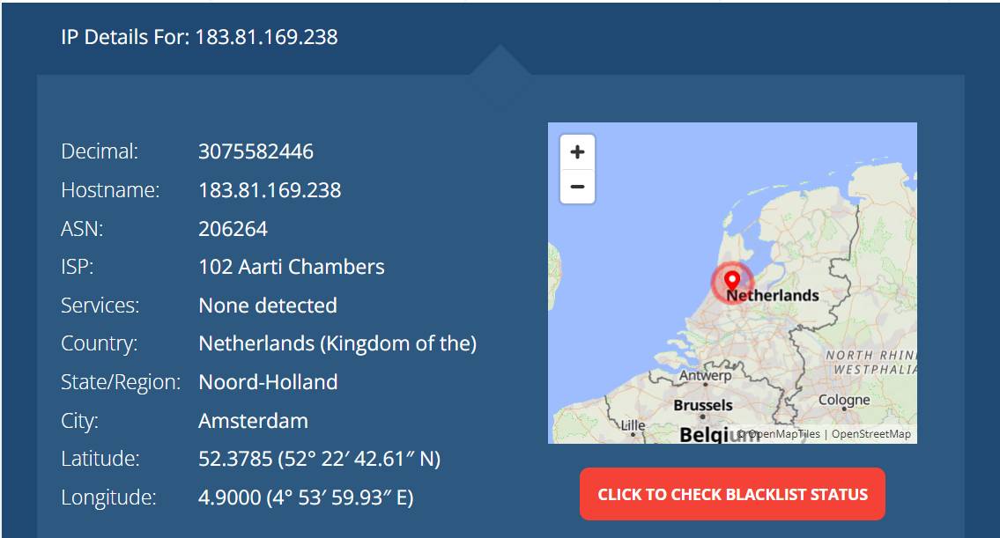 IP Details For: 183.81.169.238
Decimal: 3075582446
Hostname: 183.81.169.238
ASN: 206264
ISP: 102 Aarti Chambers
Services: None detected
Country: Netherlands (Kingdom of the)
State/Region: Noord-Holland
City: Amsterdam
Latitude: 52.3785 (52° 22′ 42.61″ N)
Longitude: 4.9000 (4° 53′ 59.93″ E)
+
−
Netherlands
NORTH RHINE
WESTPHALIA
Antwerp
Cologne
Brussels
Lille
Belgium
© OpenMapTiles | OpenStreetMap
CLICK TO CHECK BLACKLIST STATUS